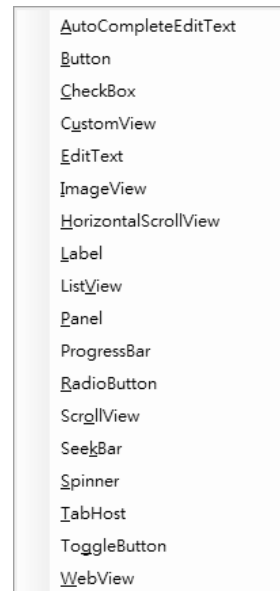 AutoCompleteEditText
Button
CheckBox
CustomView
EditText
ImageView
HorizontalScrollView
Label
ListView
Panel
ProgressBar
RadioButton
ScrollView
SeekBar
Spinner
TabHost
ToggleButton
WebView